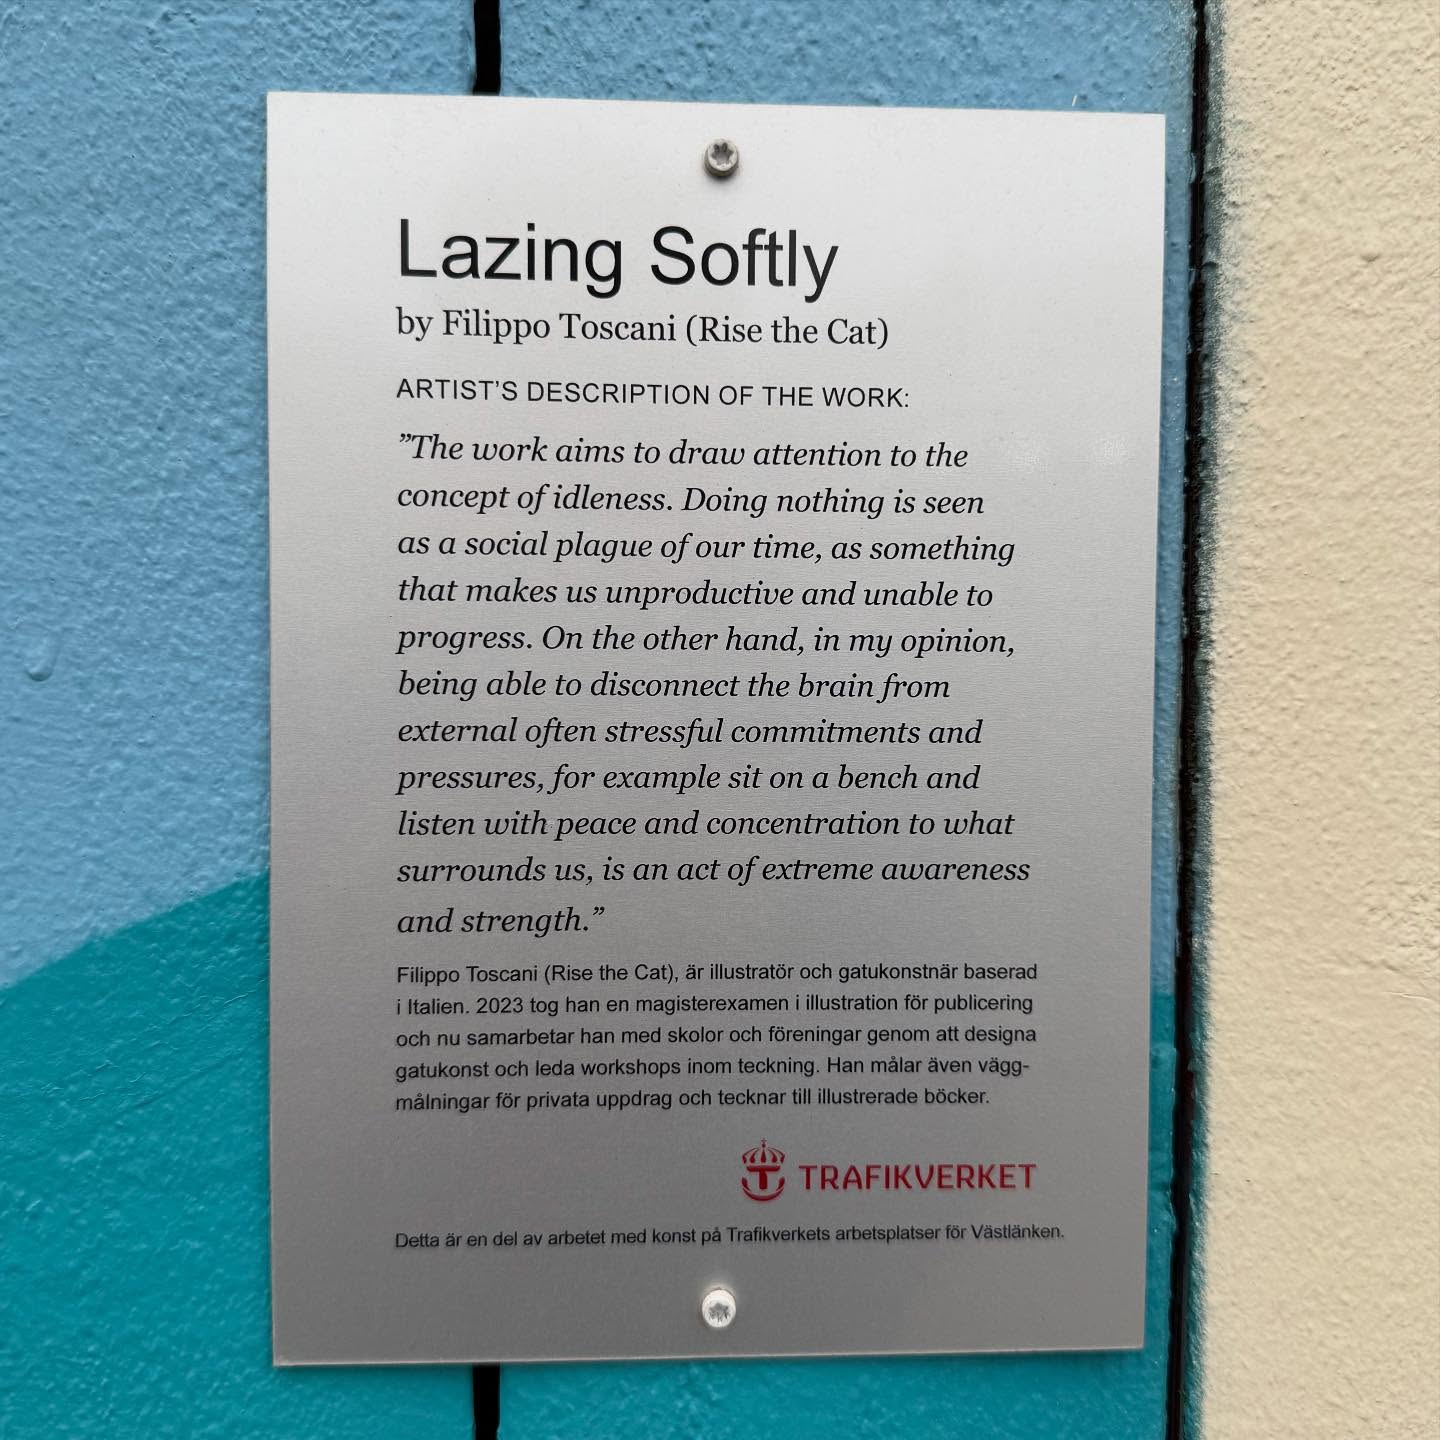 Lazing Softly
by Filippo Toscani (Rise the Cat)
ARTIST’S DESCRIPTION OF THE WORK:
”The work aims to draw attention to the
concept of idleness. Doing nothing is seen
as a social plague of our time, as something
that makes us unproductive and unable to
progress. On the other hand, in my opinion,
being able to disconnect the brain from
external often stressful commitments and
pressures, for example sit on a bench and
listen with peace and concentration to what
surrounds us, is an act of extreme awareness
and strength.”
Filippo Toscani (Rise the Cat), är illustratör och gatukonstnär baserad
i Italien. 2023 tog han en magisterexamen i illustration för publicering
och nu samarbetar han med skolor och föreningar genom att designa
gatukonst och leda workshops inom teckning. Han målar även vägg-
målningar för privata uppdrag och tecknar till illustrerade böcker.
TRAFIKVERKET
Detta är en del av arbetet med konst på Trafikverkets arbetsplatser för Västlänken.